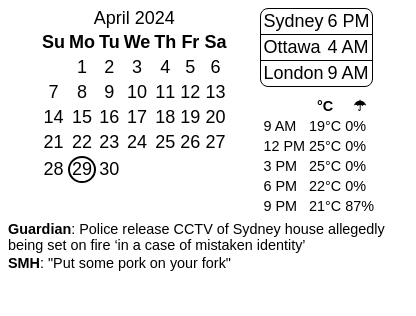 April 2024
Su Mo Tu We Th Fr Sa
1 2 3 4 5 6
7 8 9 10 11 12 13
14 15 16 17 18 19 20
21 22 23 24 25 26 27
28 29 30
Sydney 6 PM
Ottawa 4 AM
London 9 AM
°C ☂
9 AM 19°C 0%
12 PM 25°C 0%
3 PM 25°C 0%
6 PM 22°C 0%
9 PM 21°C 87%
Guardian: Police release CCTV of Sydney house allegedly
being set on fire ‘in a case of mistaken identity’
SMH: "Put some pork on your fork"